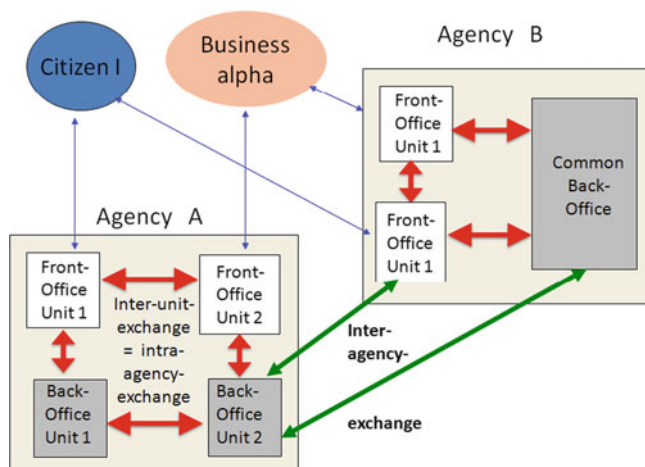 Citizen I
Business
alpha
Agency B
Front-
Office
Unit 1
Common
Back-
Office
Front-
Office
Unit 1
Agency A
Front-
Office
Unit 1
Front-
Office
Unit 2
Inter-unit-
exchange
= intra-
agency-
exchange
Back-
Office
Unit 1
Back-
Office
Unit 2
Inter-
agency-
exchange